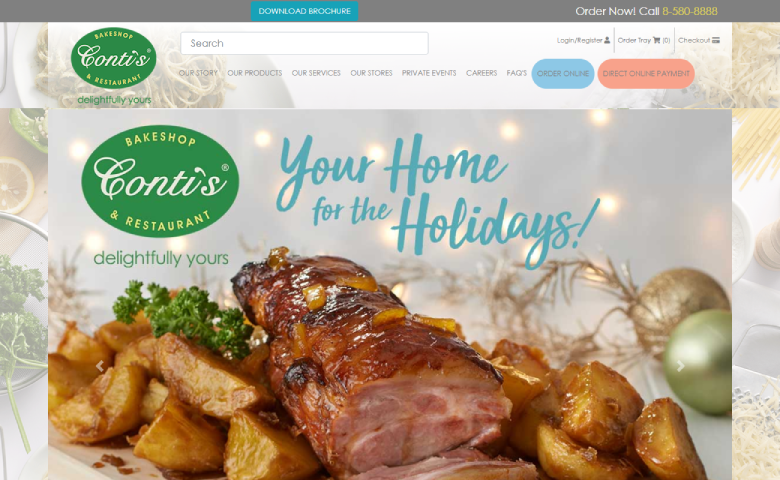 DOWNLOAD BROCHURE
Order Now! Call 8-580-8888
BAKESHOP
Conti's®
& RESTAURANT
delightfully yours
Search
Login/Register
Order Tray (0)
Checkout
OUR STORY OUR PRODUCTS OUR SERVICES OUR STORES PRIVATE EVENTS CAREERS FAQ'S ORDER ONLINE DIRECT ONLINE PAYMENT
BAKESHOP
Conti's®
& RESTAURANT
delightfully yours
Your Home
for the Holidays!